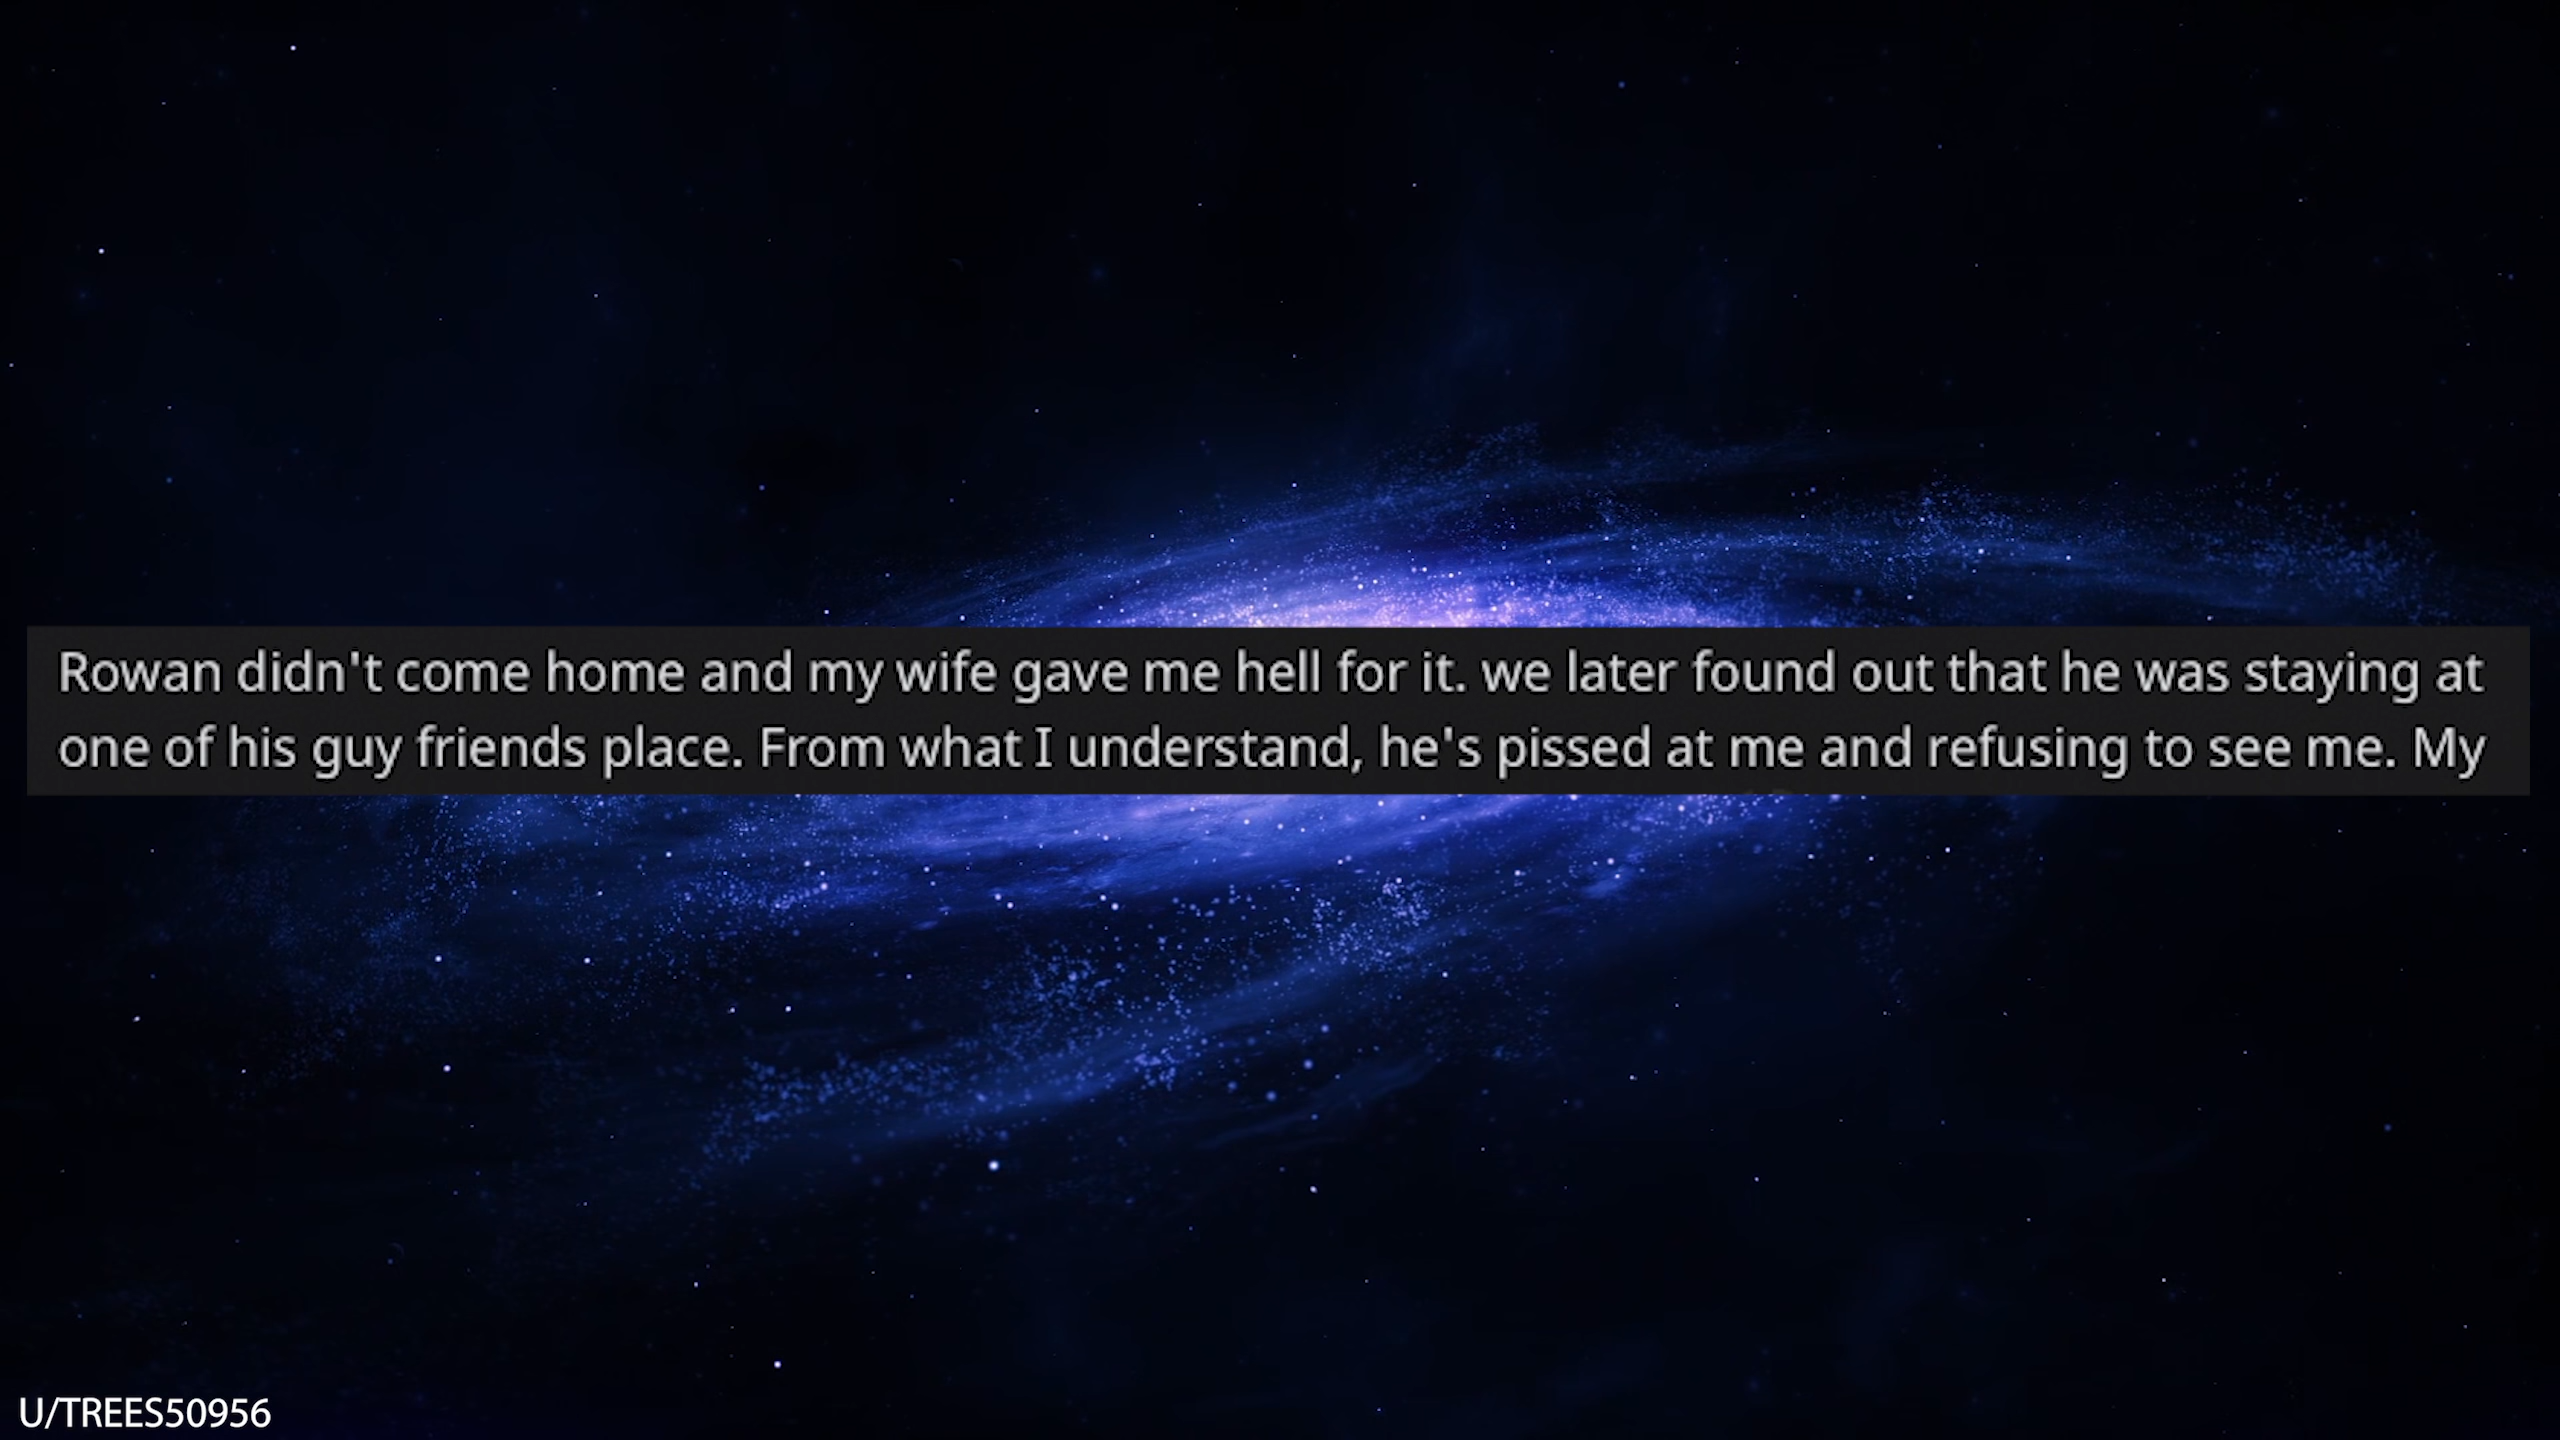 Rowan didn't come home and my wife gave me hell for it. we later found out that he was staying at
one of his guy friends place. From what I understand, he's pissed at me and refusing to see me. My
U/TREES50956